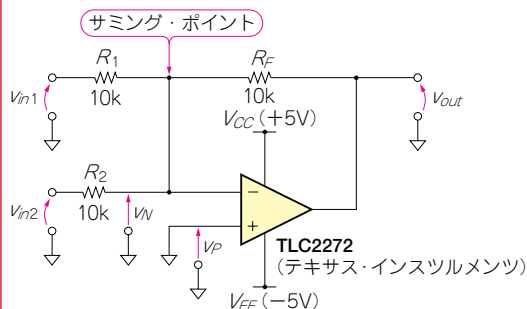 サミング・ポイント
R1
10k
RF
10k
vin1
vout
VCC(+5V)
R2
10k
vin2
vN
−
+
vP
TLC2272
(テキサス・インスツルメンツ)
VEE(−5V)